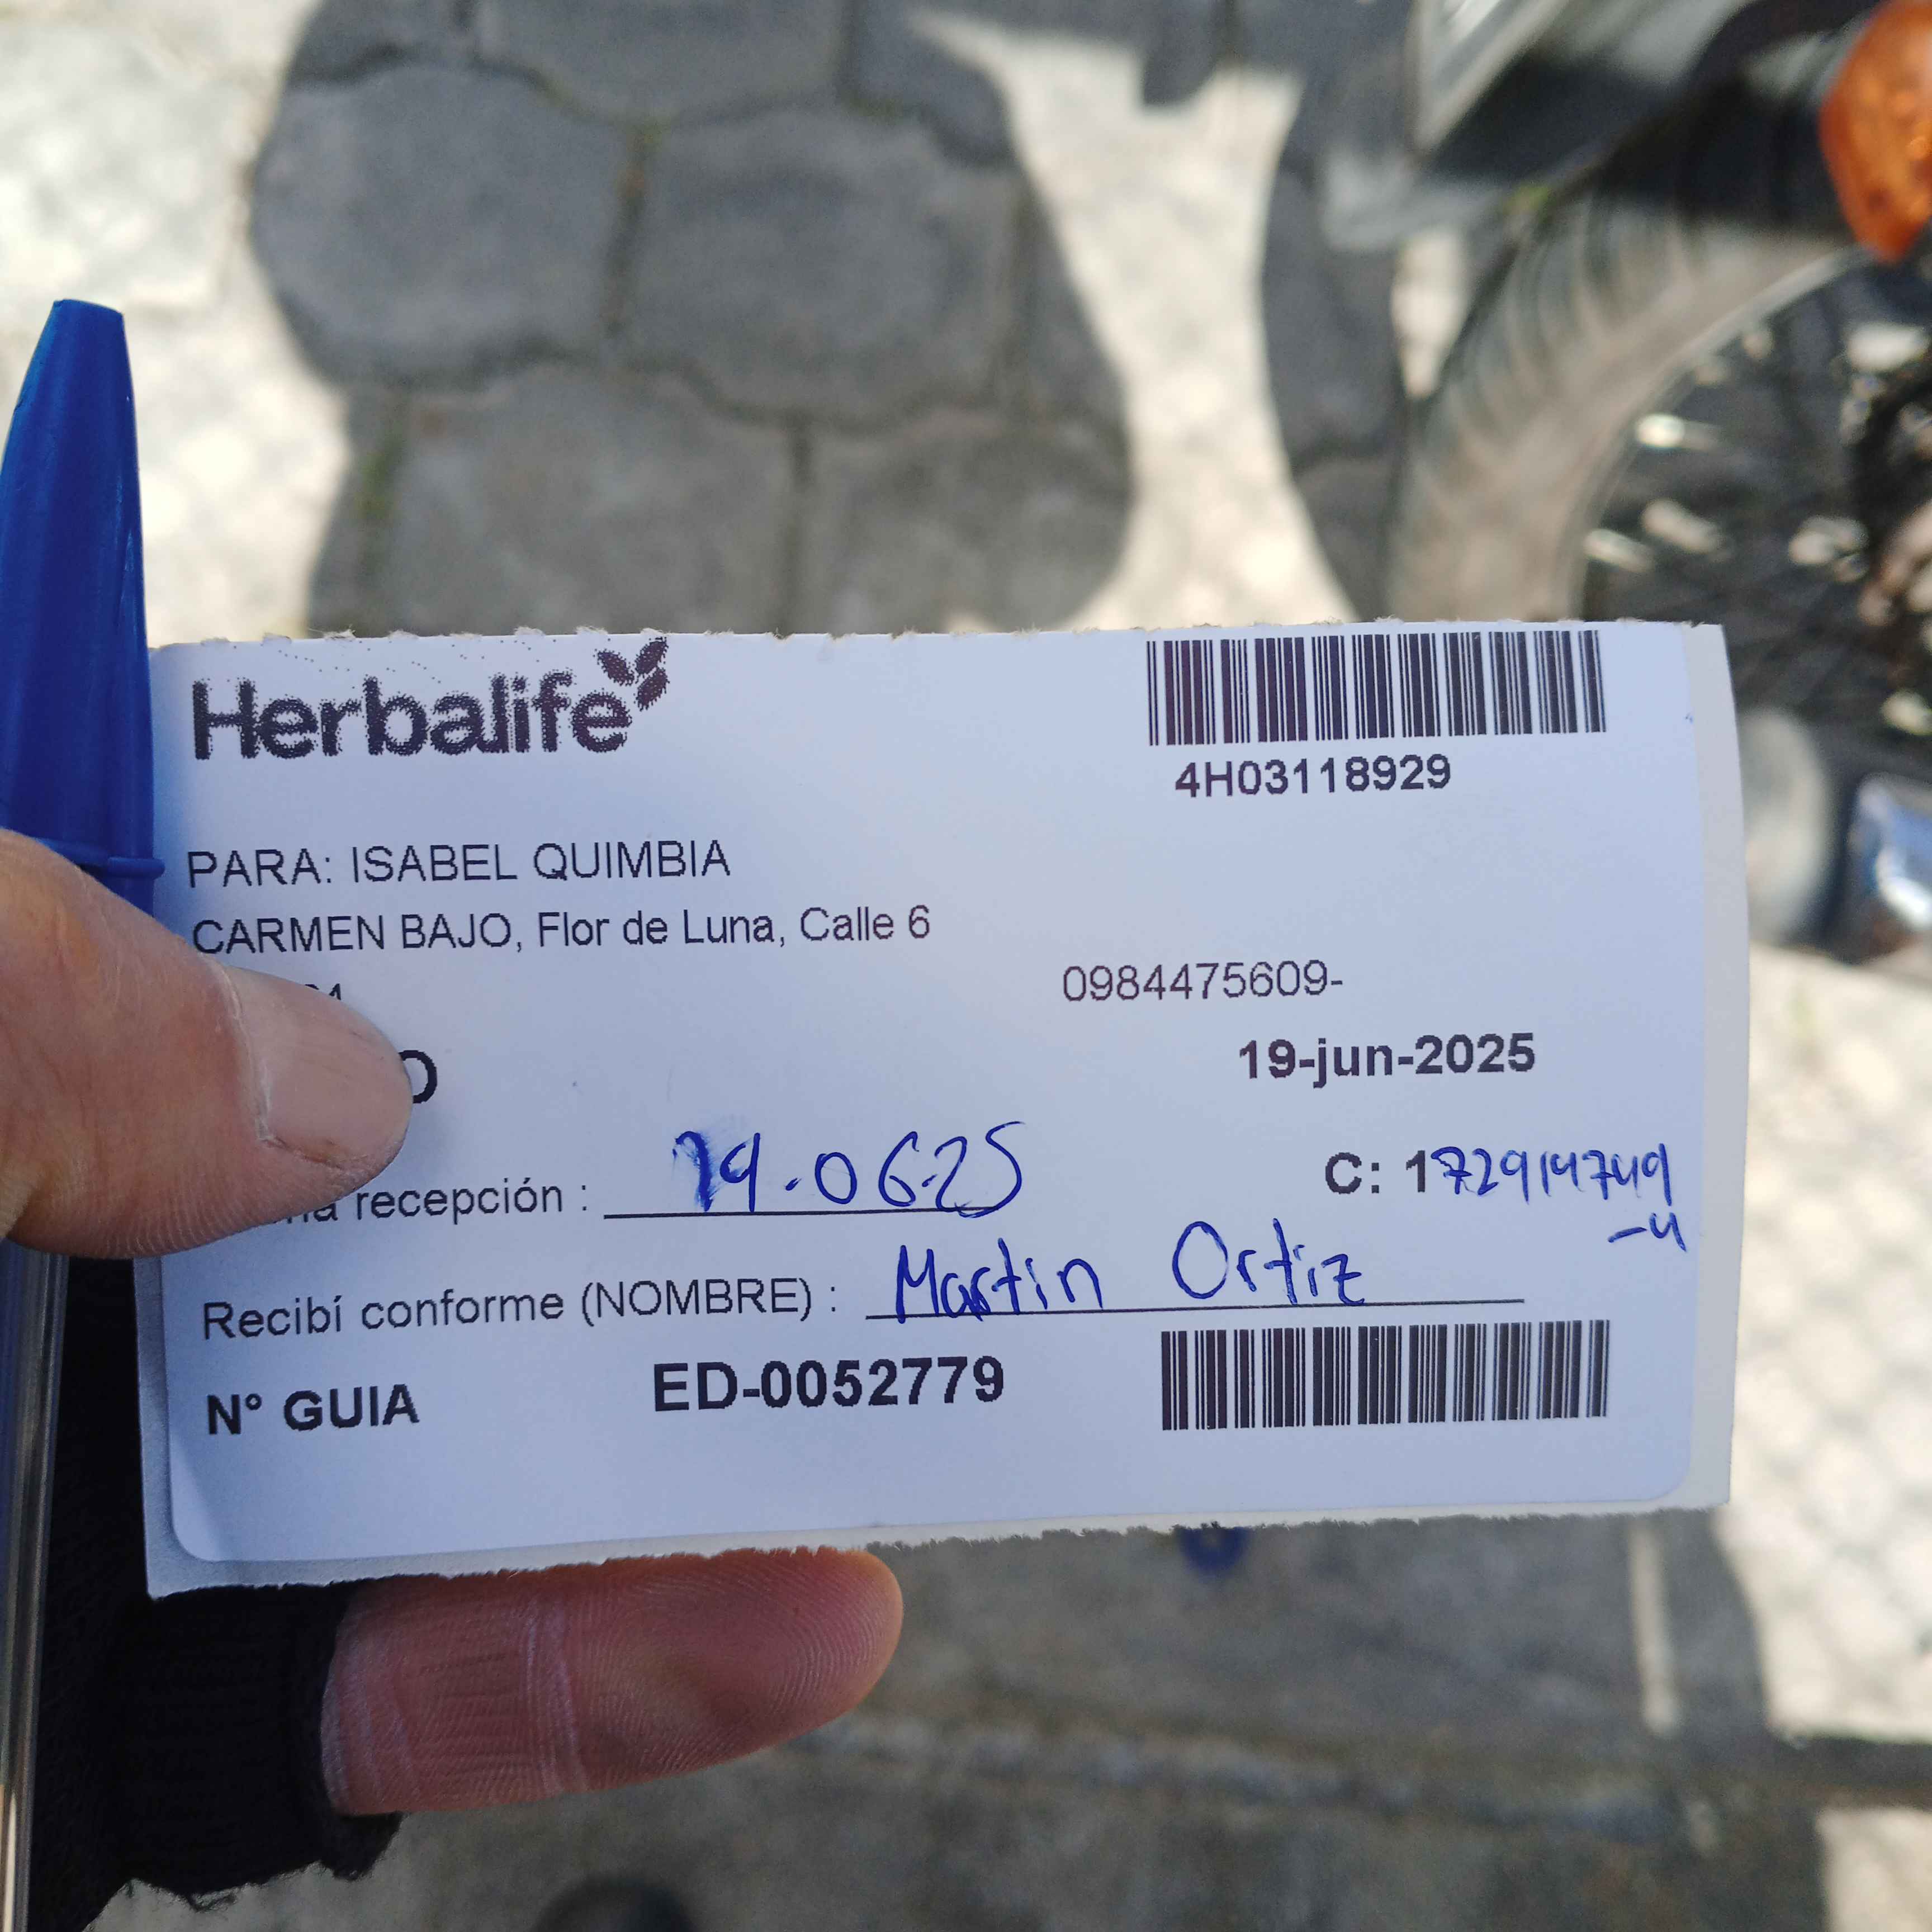 Herbalife
4H03118929
PARA: ISABEL QUIMBIA
CARMEN BAJO, Flor de Luna, Calle 6
0984475609-
19-jun-2025
recepción : 19.06.25
C: 172914749
-4
Recibí conforme (NOMBRE) : Martin Ortiz
N° GUIA ED-0052779